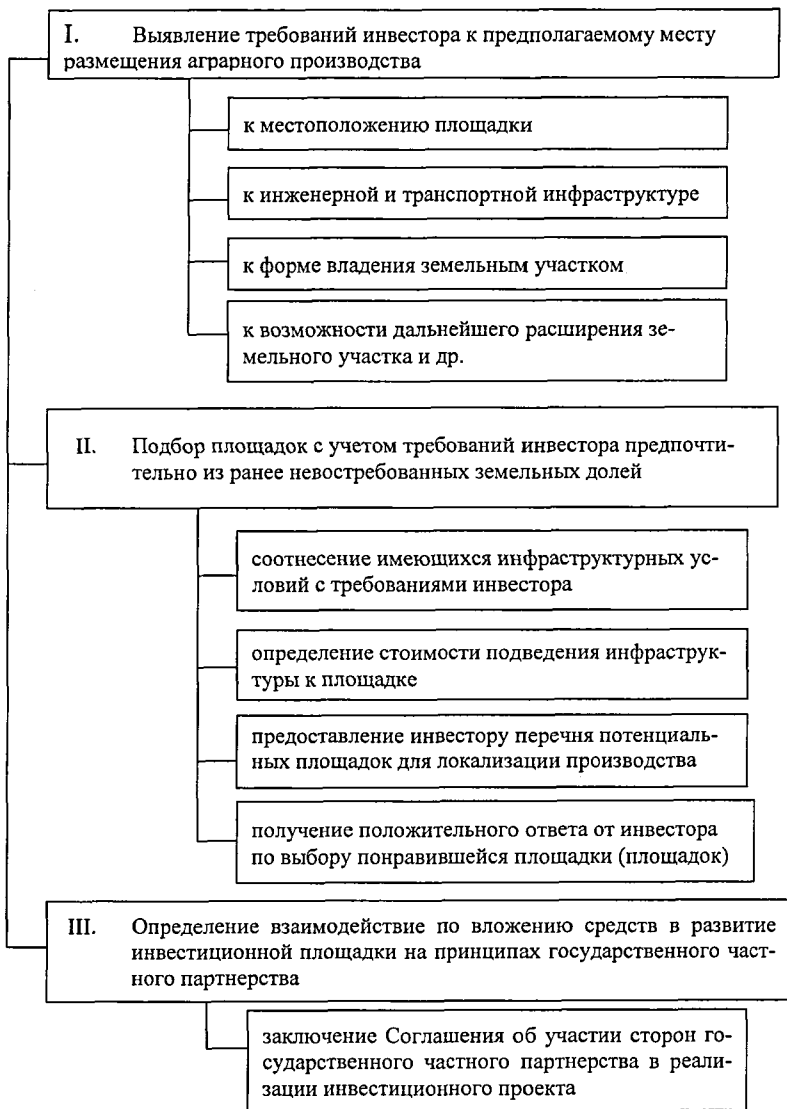 I. Выявление требований инвестора к предполагаемому месту
размещения аграрного производства
к местоположению площадки
к инженерной и транспортной инфраструктуре
к форме владения земельным участком
к возможности дальнейшего расширения зе-
мельного участка и др.
II. Подбор площадок с учетом требований инвестора предпочти-
тельно из ранее невостребованных земельных долей
соотнесение имеющихся инфраструктурных ус-
ловий с требованиями инвестора
определение стоимости подведения инфраструк-
туры к площадке
предоставление инвестору перечня потенциаль-
ных площадок для локализации производства
получение положительного ответа от инвестора
по выбору понравившейся площадки (площадок)
III. Определение взаимодействие по вложению средств в развитие
инвестиционной площадки на принципах государственного част-
ного партнерства
заключение Соглашения об участии сторон го-
сударственного частного партнерства в реали-
зации инвестиционного проекта